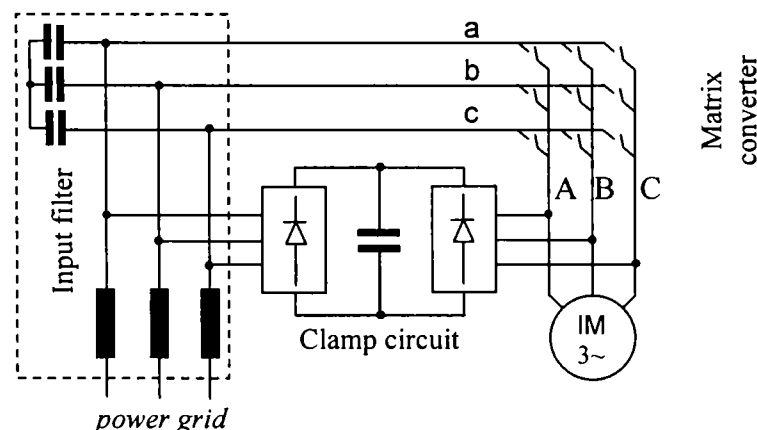 a
b
c
Matrix
converter
A B C
Input filter
Clamp circuit
IM
3~
power grid